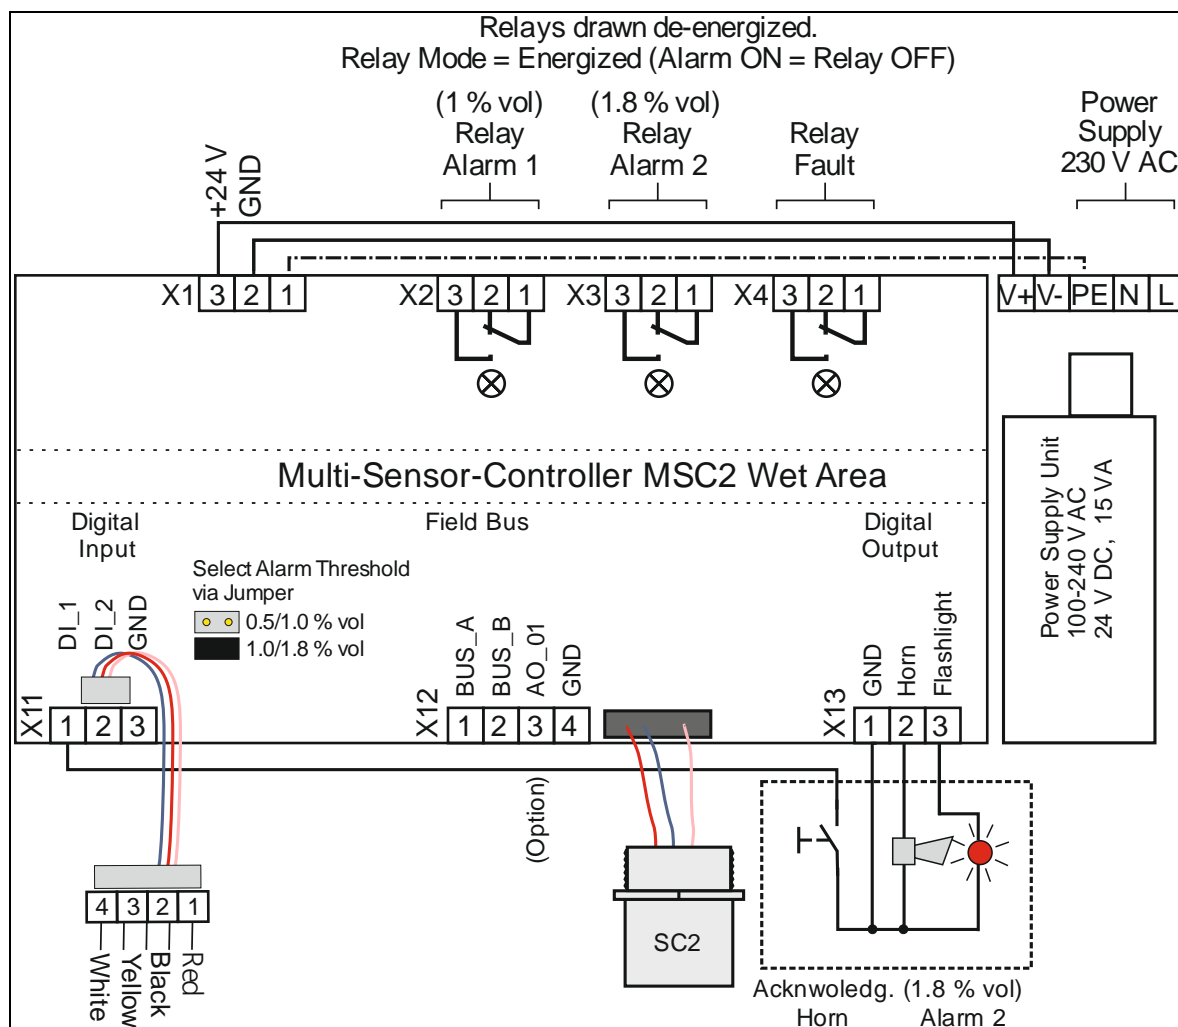 Relays drawn de-energized.
Relay Mode = Energized (Alarm ON = Relay OFF)
(1 % vol)
Relay
Alarm 1
(1.8 % vol)
Relay
Alarm 2
Relay
Fault
Power
Supply
230 V AC
+24 V
GND
X1 3 2 1
X2 3 2 1
X3 3 2 1
X4 3 2 1
V+ V- PE N L
Multi-Sensor-Controller MSC2 Wet Area
Digital
Input
Field Bus
Digital
Output
Select Alarm Threshold
via Jumper
0.5/1.0 % vol
1.0/1.8 % vol
Power Supply Unit
100-240 V AC
24 V DC, 15 VA
DI_1
DI_2
GND
X11 1 2 3
BUS_A
BUS_B
AO_01
GND
X12 1 2 3 4
GND
Horn
Flashlight
X13 1 2 3
(Option)
4 3 2 1
White
Yellow
Black
Red
SC2
Acknwoledg.
Horn
(1.8 % vol)
Alarm 2